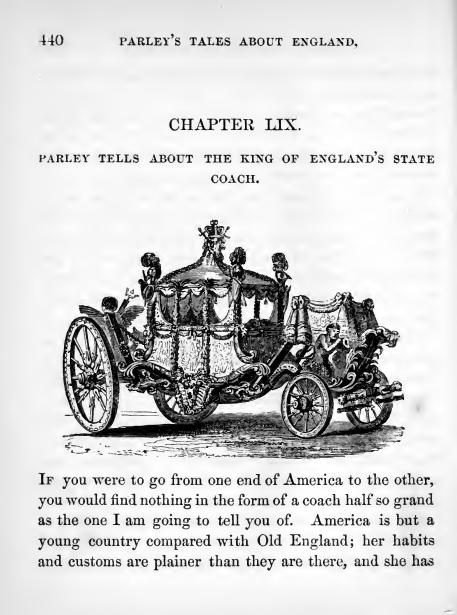 440 PARLEY'S TALES ABOUT ENGLAND,
CHAPTER LIX.
PARLEY TELLS ABOUT THE KING OF ENGLAND'S STATE
COACH.
IF you were to go from one end of America to the other,
you would find nothing in the form of a coach half so grand
as the one I am going to tell you of. America is but a
young country compared with Old England; her habits
and customs are plainer than they are there, and she has